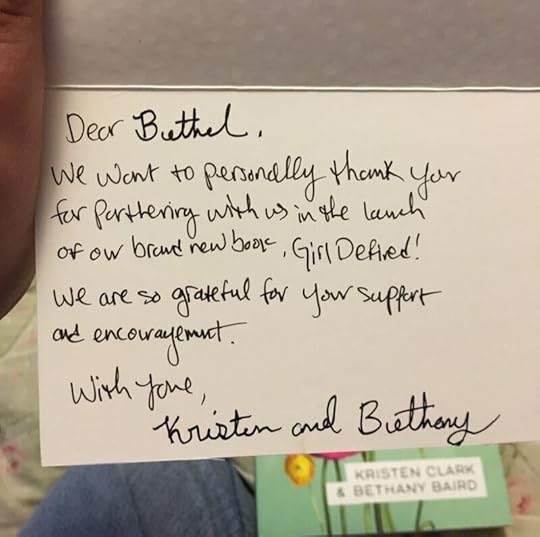 Dear Bethel,
We want to personally thank you
for partnering with us in the launch
of our brand new book, Girl Defined!
We are so grateful for your support
and encouragement.
With love,
Kristen and Bethany
KRISTEN CLARK
& BETHANY BAIRD